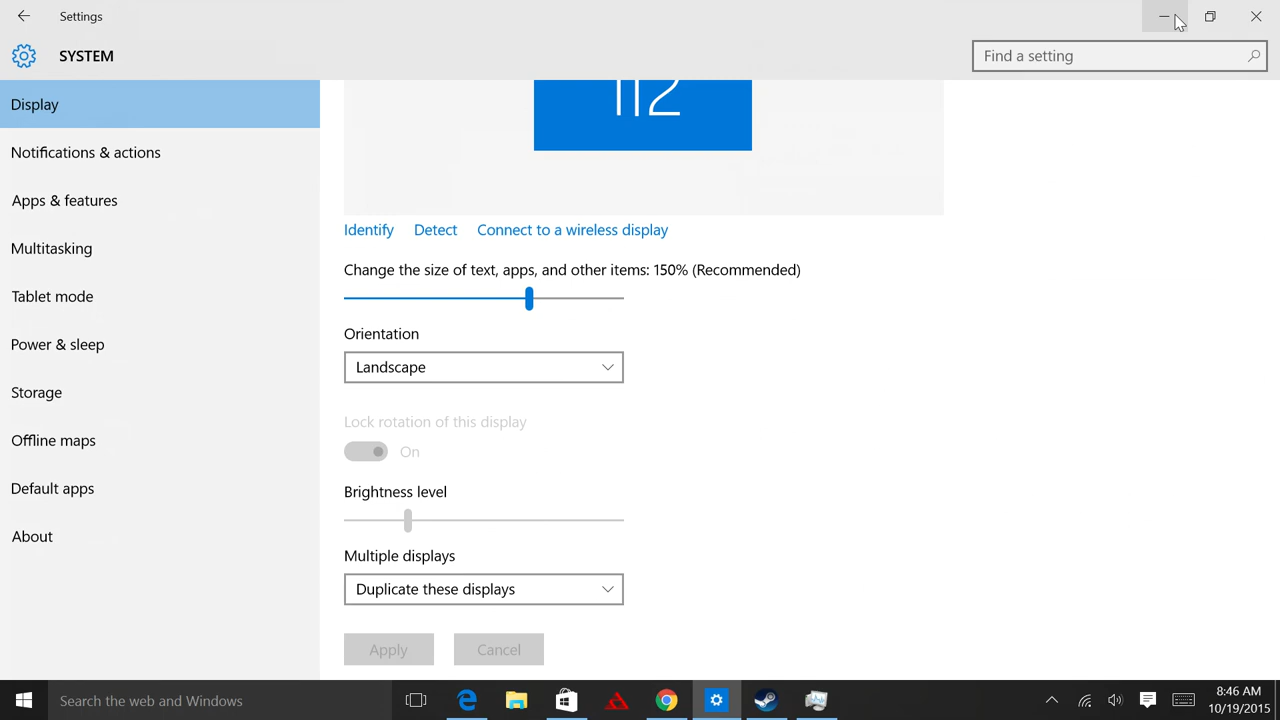 Settings
SYSTEM
Find a setting
Display
Notifications & actions
Apps & features
Multitasking
Tablet mode
Power & sleep
Storage
Offline maps
Default apps
About
1|2
Identify Detect Connect to a wireless display
Change the size of text, apps, and other items: 150% (Recommended)
Orientation
Landscape
Lock rotation of this display
On
Brightness level
Multiple displays
Duplicate these displays
Apply Cancel
Search the web and Windows
8:46 AM
10/19/2015